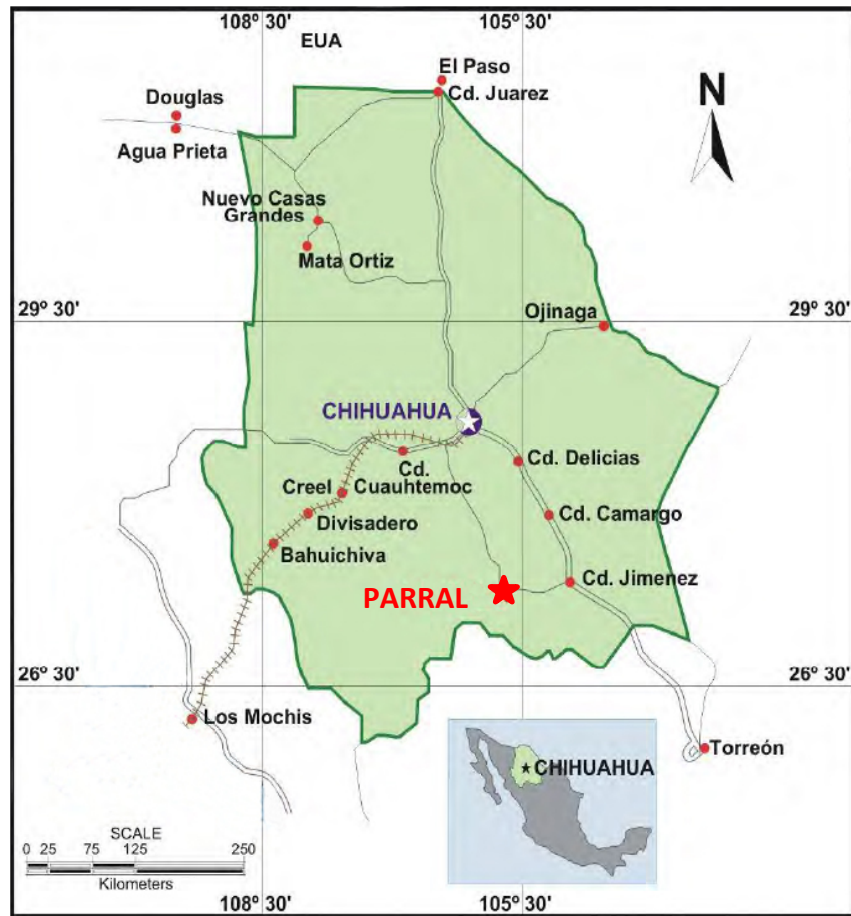 108º 30'
105º 30'
EUA
El Paso
Cd. Juarez
Douglas
Agua Prieta
N
Nuevo Casas
Grandes
Mata Ortiz
29º 30'
29º 30'
Ojinaga
CHIHUAHUA
Cd.
Cuauhtemoc
Cd. Delicias
Creel
Divisadero
Cd. Camargo
Bahuichiva
Cd. Jimenez
PARRAL
26º 30'
26º 30'
Los Mochis
Torreón
CHIHUAHUA
SCALE
0 25 75 125 250
Kilometers
108º 30'
105º 30'